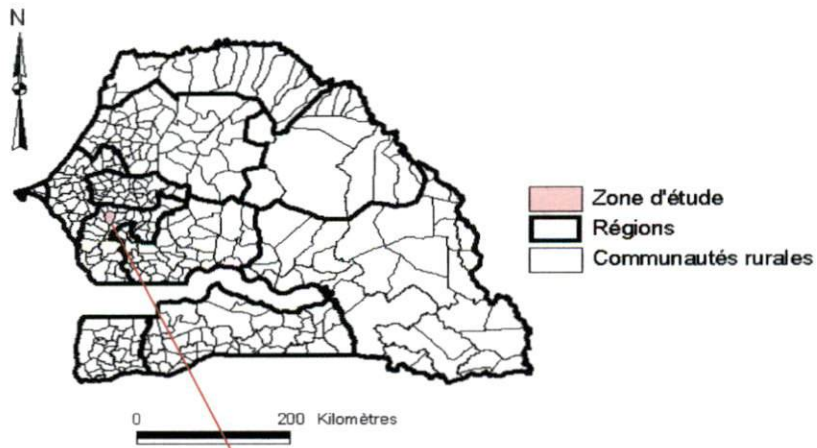 N
Zone d'étude
Régions
Communautés rurales
0 200 Kilomètres